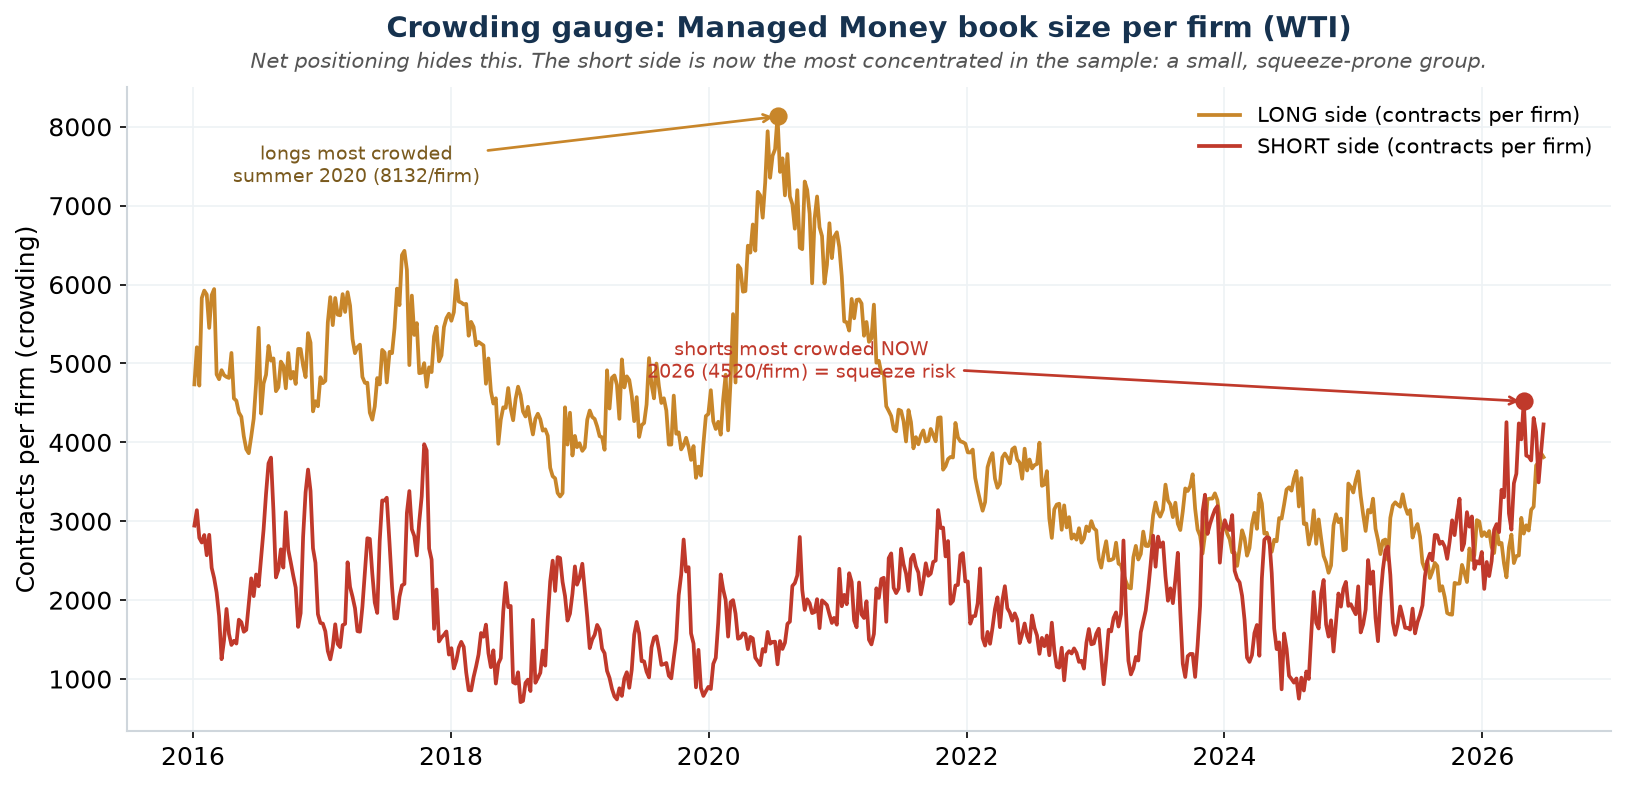 Crowding gauge: Managed Money book size per firm (WTI)
Net positioning hides this. The short side is now the most concentrated in the sample: a small, squeeze-prone group.
LONG side (contracts per firm)
SHORT side (contracts per firm)
longs most crowded
summer 2020 (8132/firm)
shorts most crowded NOW
2026 (4520/firm) = squeeze risk
Contracts per firm (crowding)
8000
7000
6000
5000
4000
3000
2000
1000
2016
2018
2020
2022
2024
2026